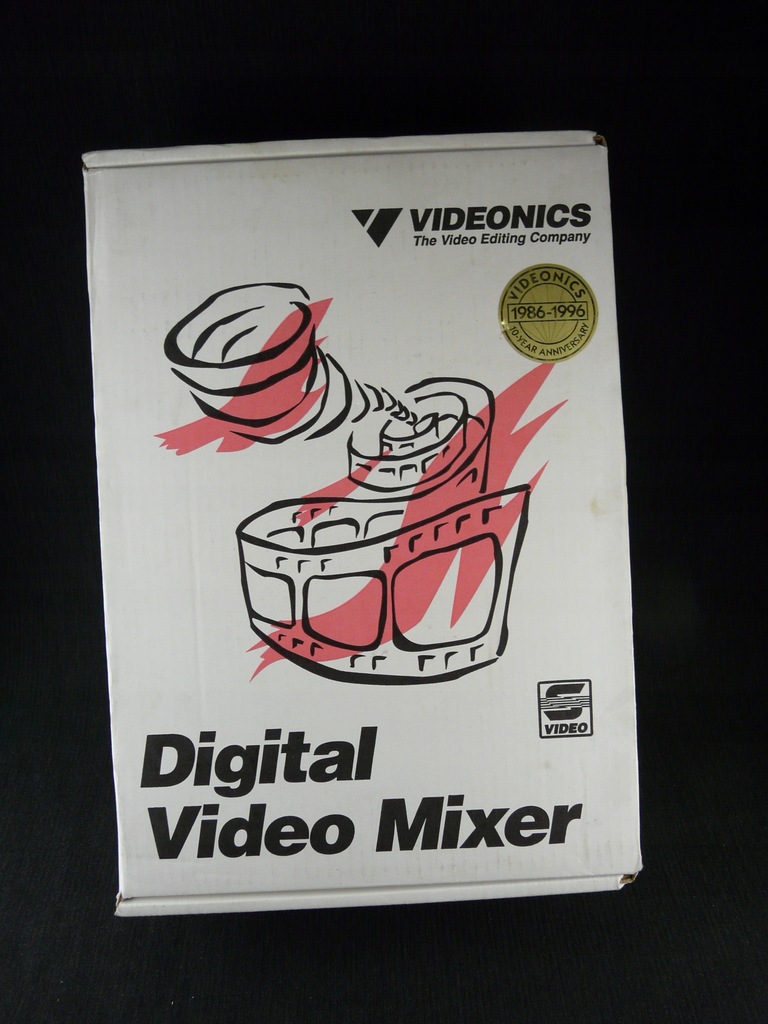 VIDEONICS
The Video Editing Company
VIDEONICS
1986-1996
10-YEAR ANNIVERSARY
S
VIDEO
Digital
Video Mixer